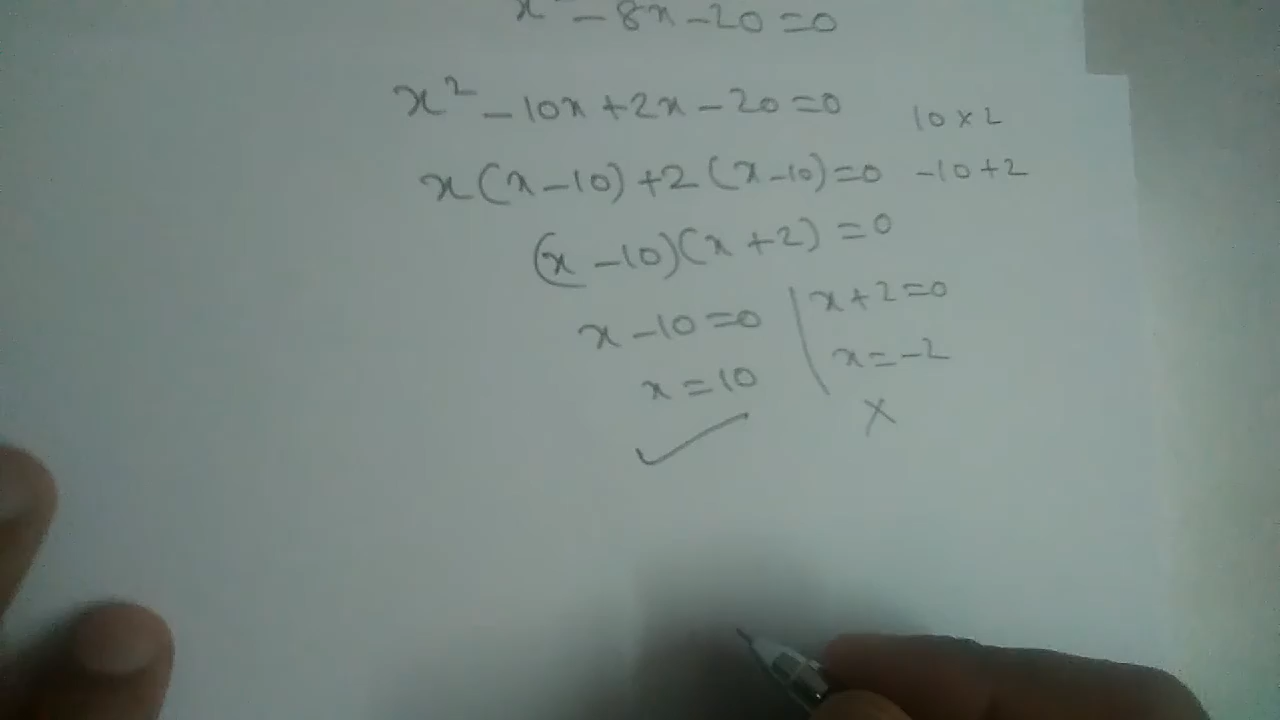 x² - 8x - 20 = 0
x² - 10x + 2x - 20 = 0 10 × 2
x(x - 10) + 2(x - 10) = 0 -10 + 2
(x - 10)(x + 2) = 0
x - 10 = 0 | x + 2 = 0
x = 10 | x = -2
✓ X